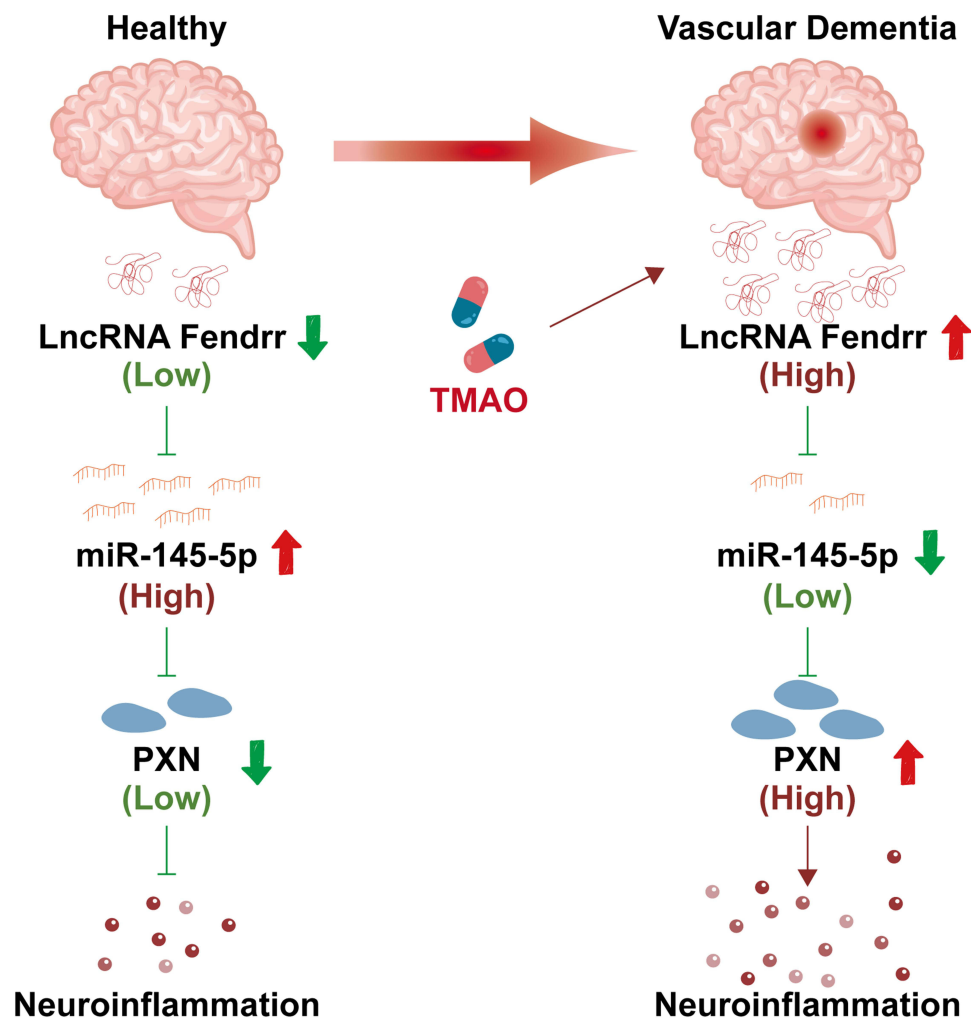 Healthy
Vascular Dementia
LncRNA Fendrr
(Low)
TMAO
LncRNA Fendrr
(High)
miR-145-5p
(High)
miR-145-5p
(Low)
PXN
(Low)
PXN
(High)
Neuroinflammation
Neuroinflammation